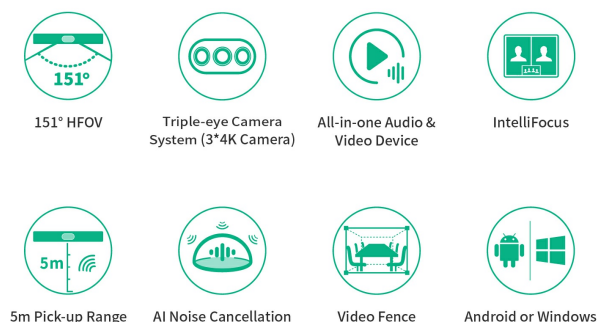 151°
151° HFOV
Triple-eye Camera
System (3*4K Camera)
All-in-one Audio &
Video Device
IntelliFocus
5m
5m Pick-up Range
AI Noise Cancellation
Video Fence
Android or Windows